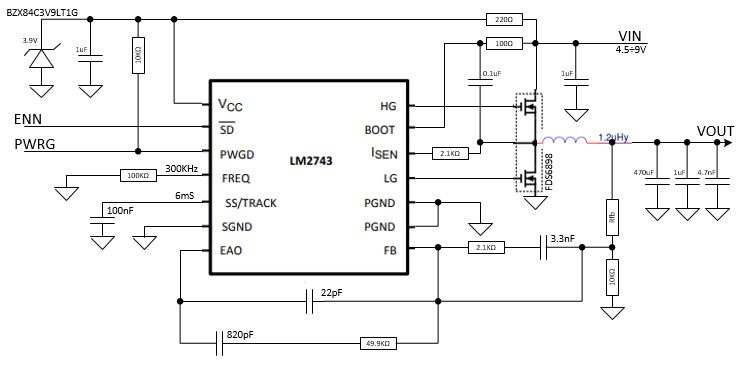 BZX84C3V9LT1G
220Ω
VIN
4.5÷9V
3.9V
1uF
10KΩ
100Ω
0.1uF
1uF
VCC
HG
ENN
SD
BOOT
1.2uHy
VOUT
PWRG
PWGD
LM2743
ISEN
2.1KΩ
300KHz
100KΩ
FREQ
LG
FDS6898
470uF
1uF
4.7nF
6mS
SS/TRACK
PGND
100nF
SGND
PGND
Rfb
EAO
FB
2.1KΩ
3.3nF
10KΩ
22pF
820pF
49.9KΩ